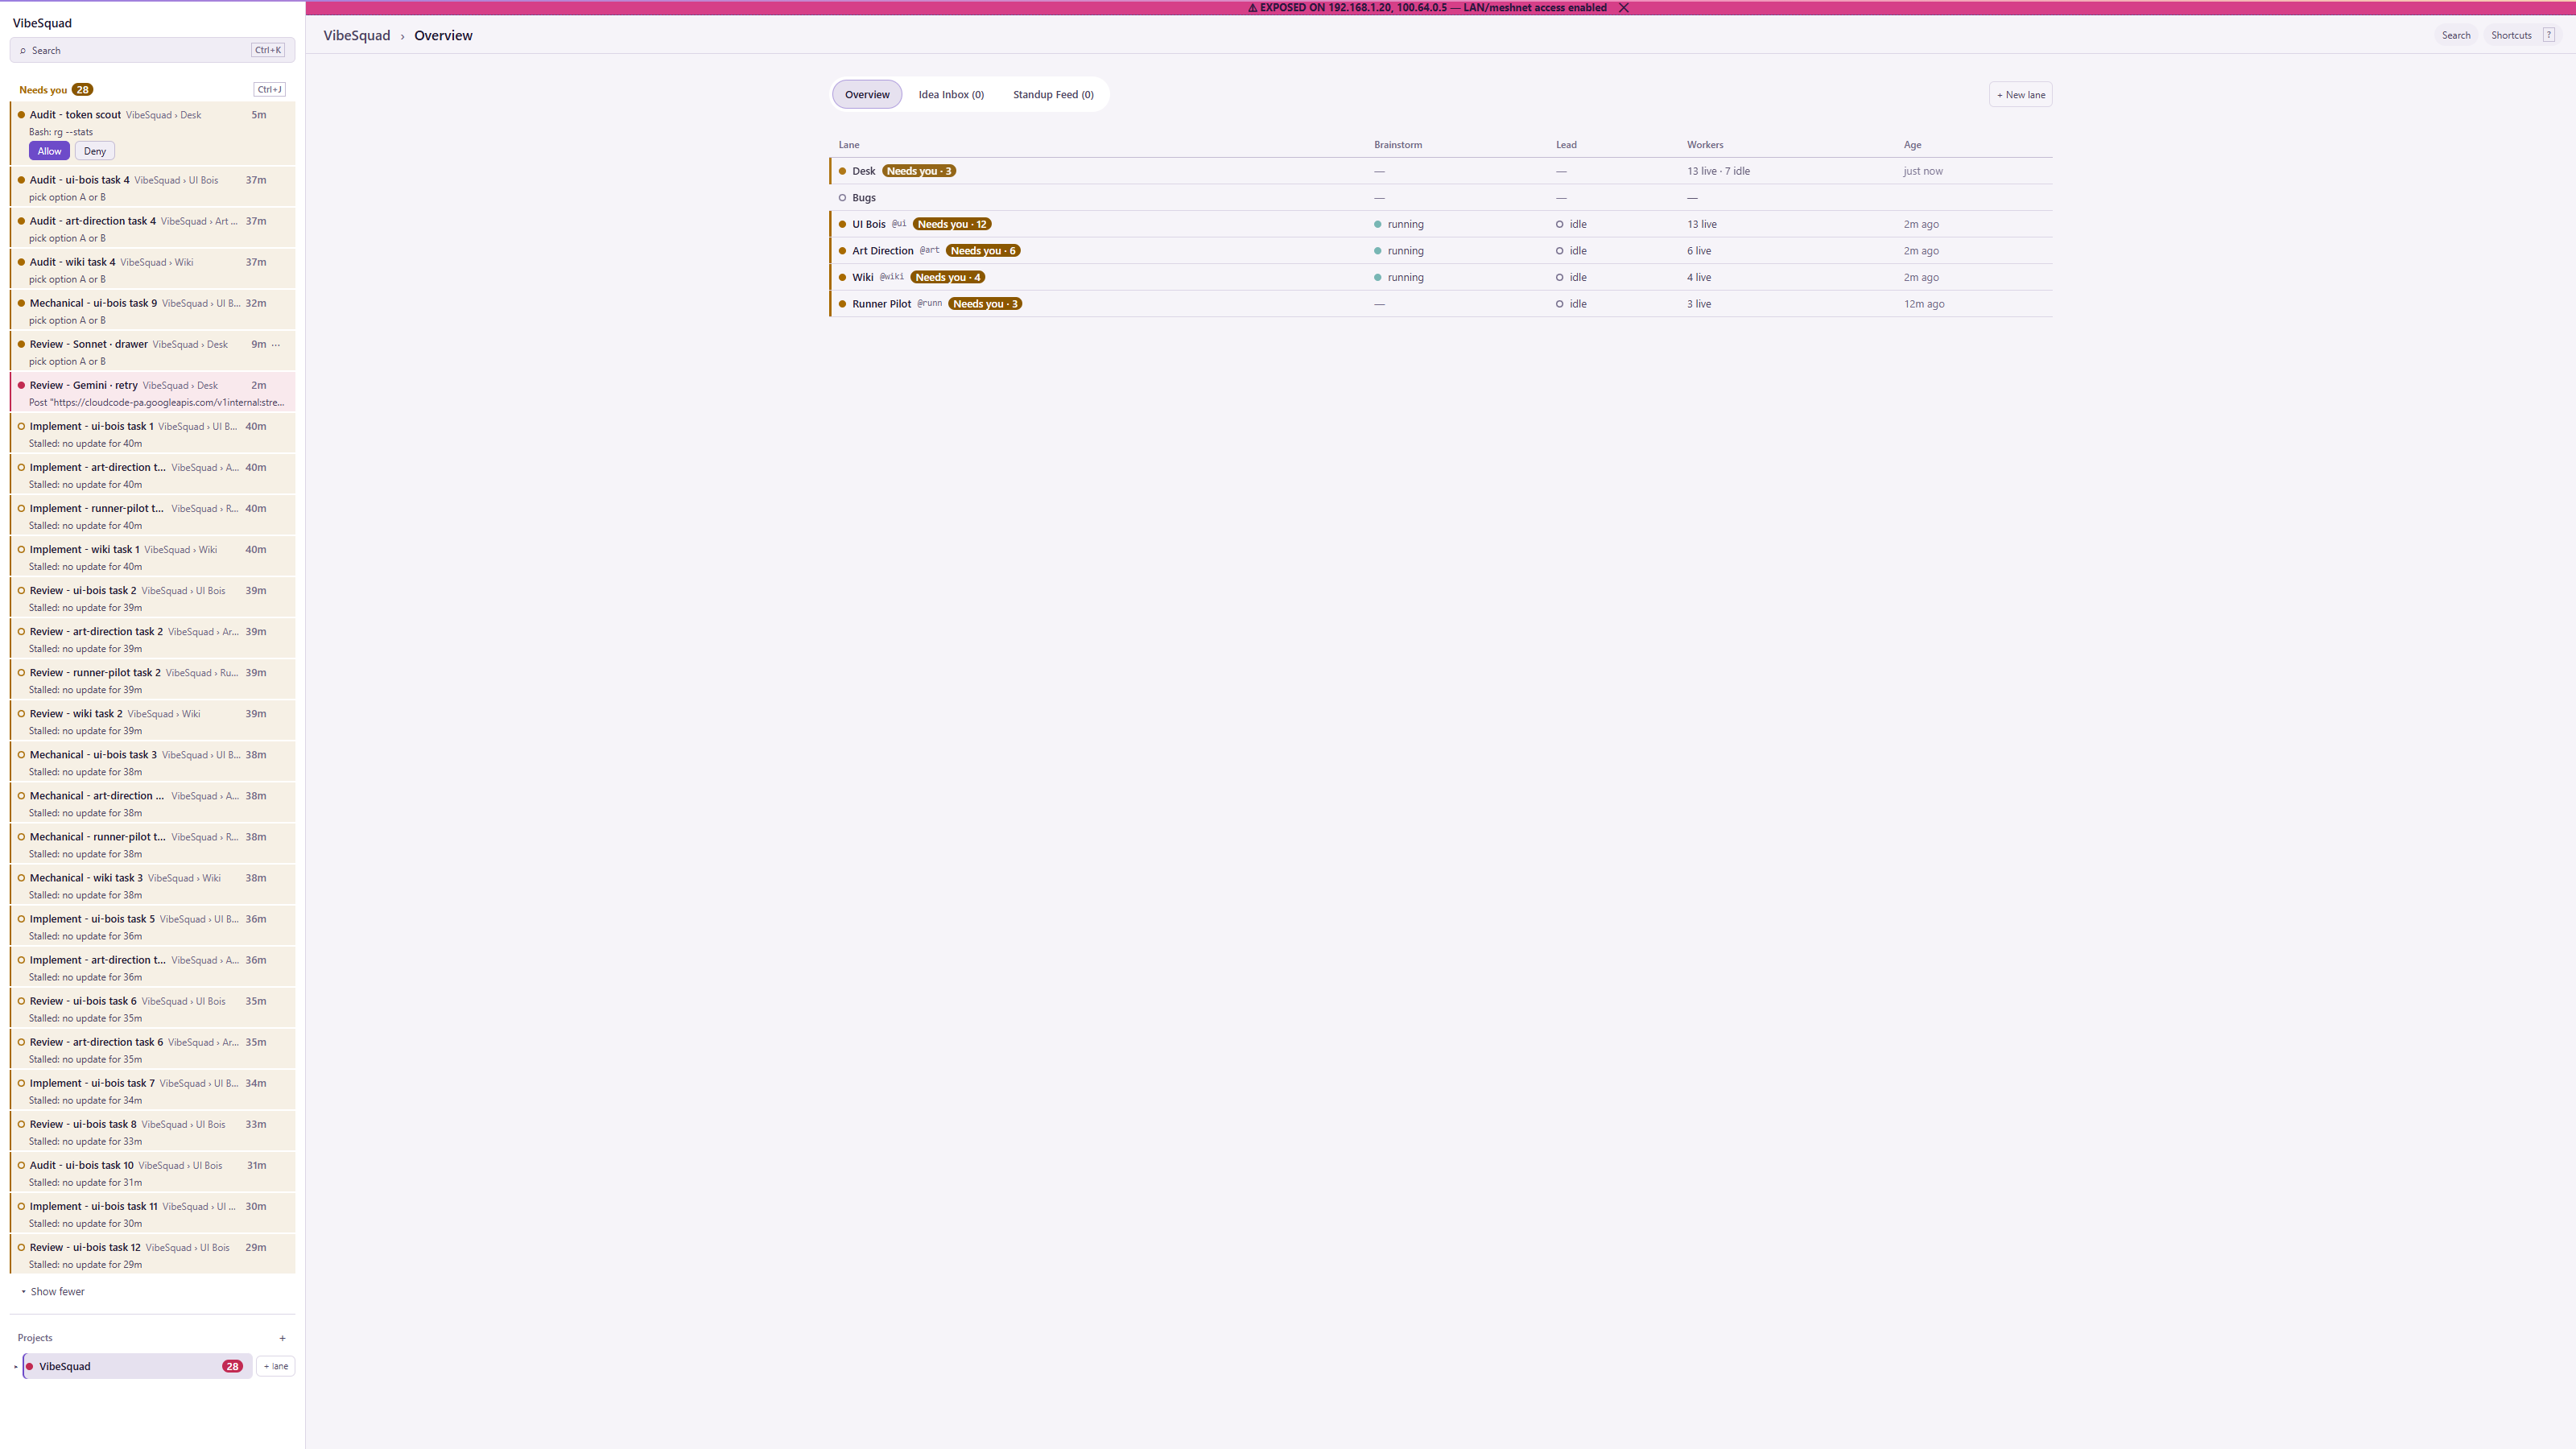 VibeSquad
Search Ctrl+K
Needs you 28 Ctrl+J
Audit - token scout VibeSquad › Desk 5m
Bash: rg --stats
Allow Deny
Audit - ui-bois task 4 VibeSquad › UI Bois 37m
pick option A or B
Audit - art-direction task 4 VibeSquad › Art ... 37m
pick option A or B
Audit - wiki task 4 VibeSquad › Wiki 37m
pick option A or B
Mechanical - ui-bois task 9 VibeSquad › UI B... 32m
pick option A or B
Review - Sonnet · drawer VibeSquad › Desk 9m ···
pick option A or B
Review - Gemini · retry VibeSquad › Desk 2m
Post "https://cloudcode-pa.googleapis.com/v1internal:stre...
Implement - ui-bois task 1 VibeSquad › UI B... 40m
Stalled: no update for 40m
Implement - art-direction t... VibeSquad › A... 40m
Stalled: no update for 40m
Implement - runner-pilot t... VibeSquad › R... 40m
Stalled: no update for 40m
Implement - wiki task 1 VibeSquad › Wiki 40m
Stalled: no update for 40m
Review - ui-bois task 2 VibeSquad › UI Bois 39m
Stalled: no update for 39m
Review - art-direction task 2 VibeSquad › Ar... 39m
Stalled: no update for 39m
Review - runner-pilot task 2 VibeSquad › Ru... 39m
Stalled: no update for 39m
Review - wiki task 2 VibeSquad › Wiki 39m
Stalled: no update for 39m
Mechanical - ui-bois task 3 VibeSquad › UI B... 38m
Stalled: no update for 38m
Mechanical - art-direction ... VibeSquad › A... 38m
Stalled: no update for 38m
Mechanical - runner-pilot t... VibeSquad › R... 38m
Stalled: no update for 38m
Mechanical - wiki task 3 VibeSquad › Wiki 38m
Stalled: no update for 38m
Implement - ui-bois task 5 VibeSquad › UI B... 36m
Stalled: no update for 36m
Implement - art-direction t... VibeSquad › A... 36m
Stalled: no update for 36m
Review - ui-bois task 6 VibeSquad › UI Bois 35m
Stalled: no update for 35m
Review - art-direction task 6 VibeSquad › Ar... 35m
Stalled: no update for 35m
Implement - ui-bois task 7 VibeSquad › UI B... 34m
Stalled: no update for 34m
Review - ui-bois task 8 VibeSquad › UI Bois 33m
Stalled: no update for 33m
Audit - ui-bois task 10 VibeSquad › UI Bois 31m
Stalled: no update for 31m
Implement - ui-bois task 11 VibeSquad › UI ... 30m
Stalled: no update for 30m
Review - ui-bois task 12 VibeSquad › UI Bois 29m
Stalled: no update for 29m
Show fewer
Projects +
VibeSquad 28 + lane
⚠ EXPOSED ON 192.168.1.20, 100.64.0.5 — LAN/meshnet access enabled
VibeSquad › Overview
Search Shortcuts ?
Overview Idea Inbox (0) Standup Feed (0)
+ New lane
Lane Brainstorm Lead Workers Age
Desk Needs you · 3 — — 13 live · 7 idle just now
Bugs — — —
UI Bois @ui Needs you · 12 running idle 13 live 2m ago
Art Direction @art Needs you · 6 running idle 6 live 2m ago
Wiki @wiki Needs you · 4 running idle 4 live 2m ago
Runner Pilot @runn Needs you · 3 — idle 3 live 12m ago